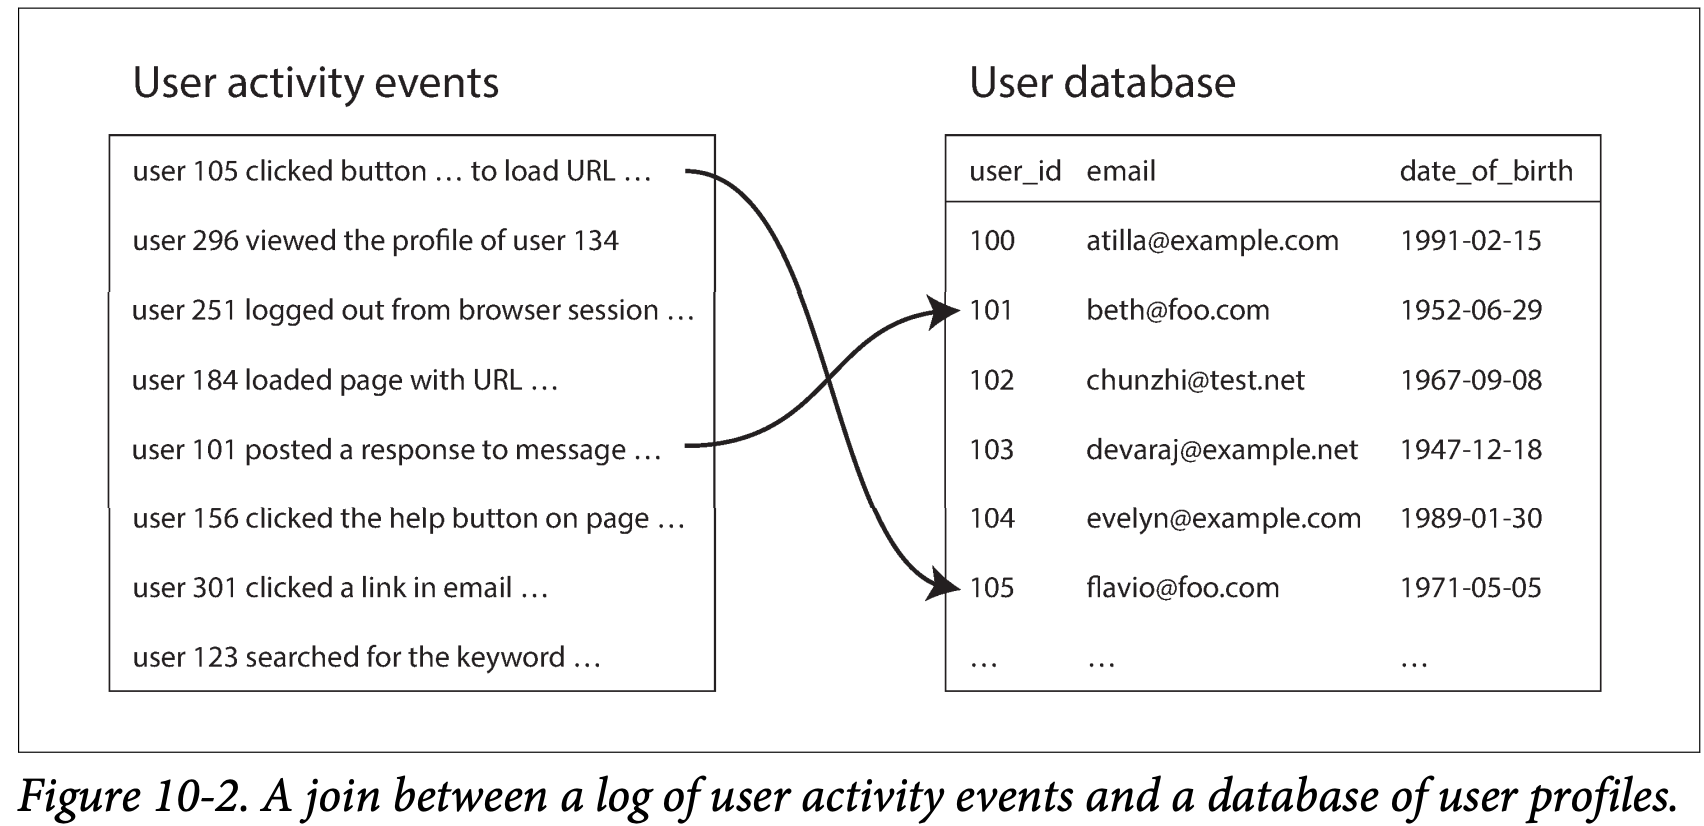 User activity events
user 105 clicked button … to load URL …
user 296 viewed the profile of user 134
user 251 logged out from browser session …
user 184 loaded page with URL …
user 101 posted a response to message …
user 156 clicked the help button on page …
user 301 clicked a link in email …
user 123 searched for the keyword …
User database
user_id email date_of_birth
100 atilla@example.com 1991-02-15
101 beth@foo.com 1952-06-29
102 chunzhi@test.net 1967-09-08
103 devaraj@example.net 1947-12-18
104 evelyn@example.com 1989-01-30
105 flavio@foo.com 1971-05-05
… … …
Figure 10-2. A join between a log of user activity events and a database of user profiles.